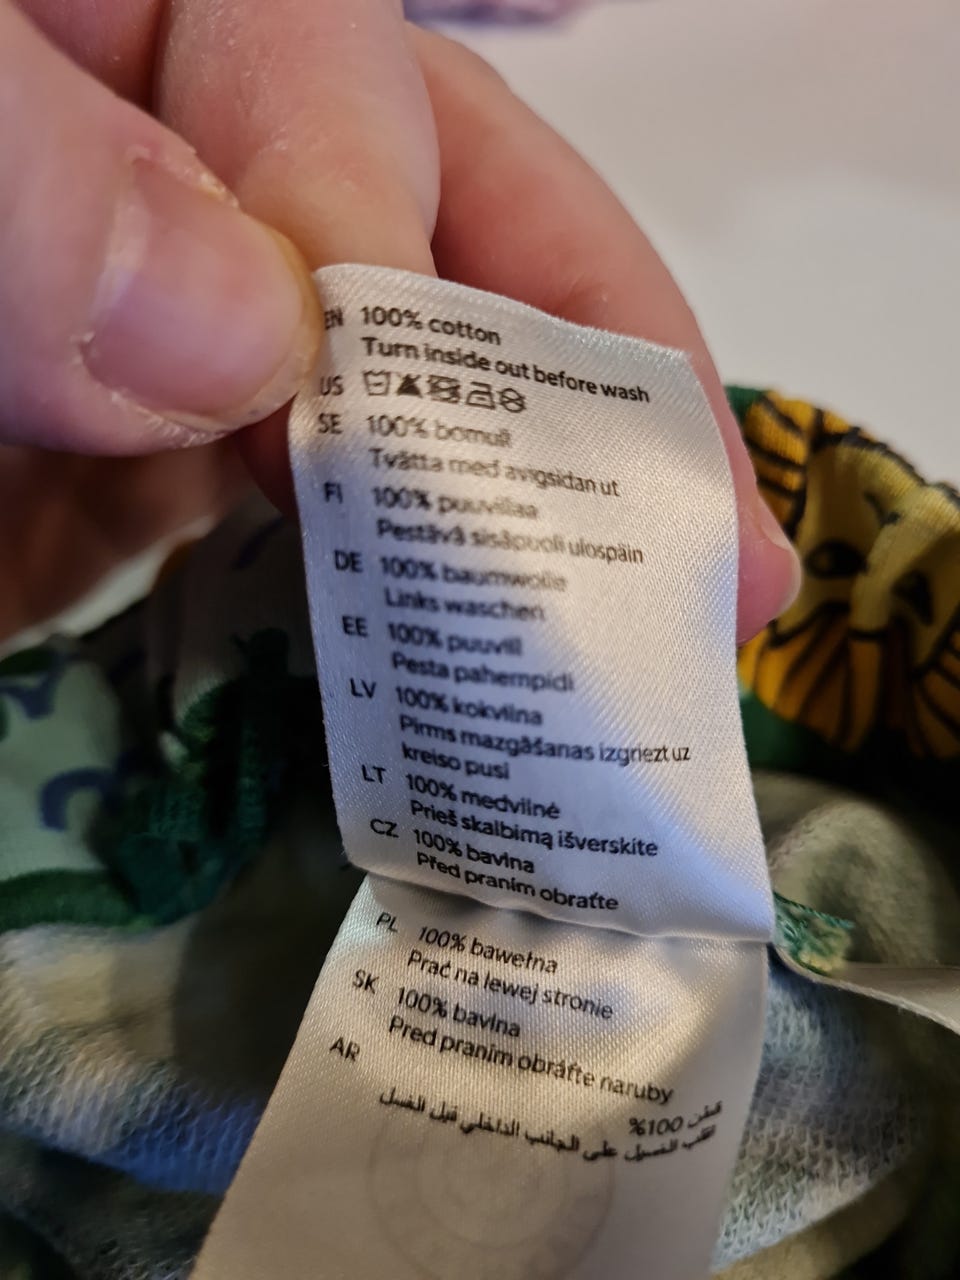 EN 100% cotton
Turn inside out before wash
US
SE 100% bomull
Tvätta med avigsidan ut
FI 100% puuvillaa
Pestävä sisäpuoli ulospäin
DE 100% baumwolle
Links waschen
EE 100% puuvill
Pesta pahempidi
LV 100% kokvilna
Pirms mazgāšanas izgriezt uz
kreiso pusi
LT 100% medvilnė
Prieš skalbimą išverskite
CZ 100% bavlna
Před praním obraťte
PL 100% bawełna
Prać na lewej stronie
SK 100% bavlna
Pred praním obráťte naruby
AR
قطن 100%
اقلب الغسيل على الجانب الداخلي قبل الغسل